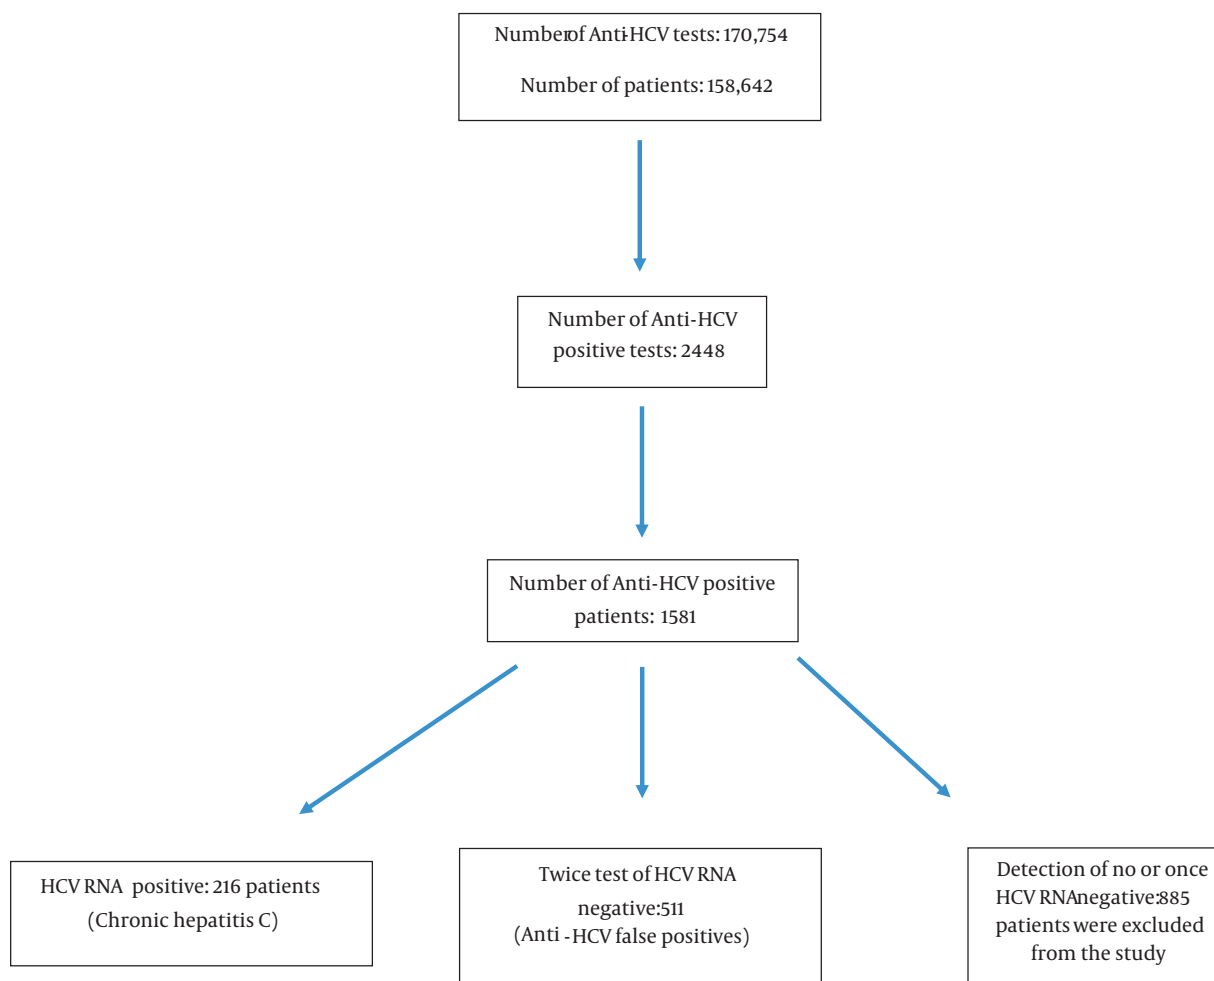 Numberof Anti-HCV tests: 170,754
Number of patients: 158,642
Number of Anti-HCV
positive tests: 2448
Number of Anti-HCV positive
patients: 1581
HCV RNA positive: 216 patients
(Chronic hepatitis C)
Twice test of HCV RNA
negative:511
(Anti -HCV false positives)
Detection of no or once
HCV RNAnegative:885
patients were excluded
from the study